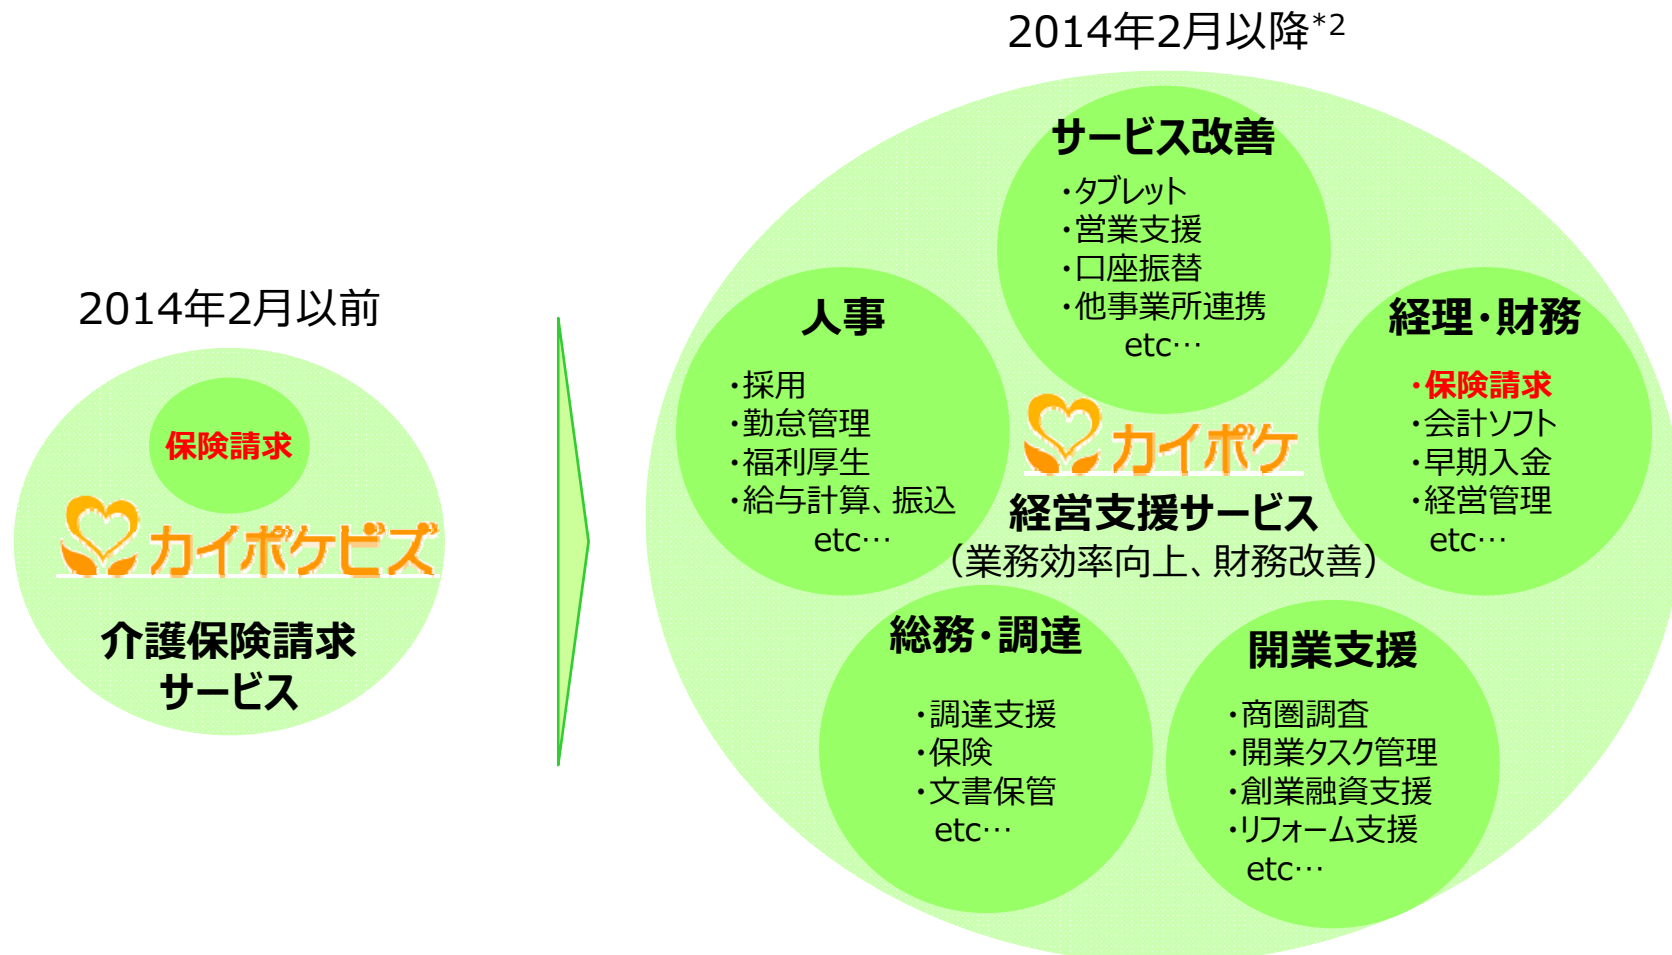 2014年2月以前
保険請求
カイポケビズ
介護保険請求
サービス
2014年2月以降*2
サービス改善
・タブレット
・営業支援
・口座振替
・他事業所連携
etc…
人事
・採用
・勤怠管理
・福利厚生
・給与計算、振込
etc…
経理・財務
・保険請求
・会計ソフト
・早期入金
・経営管理
etc…
カイポケ
経営支援サービス
（業務効率向上、財務改善）
総務・調達
・調達支援
・保険
・文書保管
etc…
開業支援
・商圏調査
・開業タスク管理
・創業融資支援
・リフォーム支援
etc…